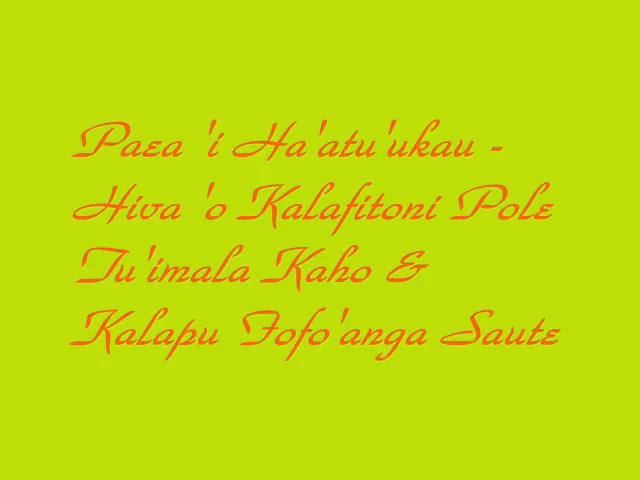 Paea 'i Ha'atu'ukau -
Hiva 'o Kalafitoni Pole
Tu'imala Kaho &
Kalapu Fofo'anga Saute